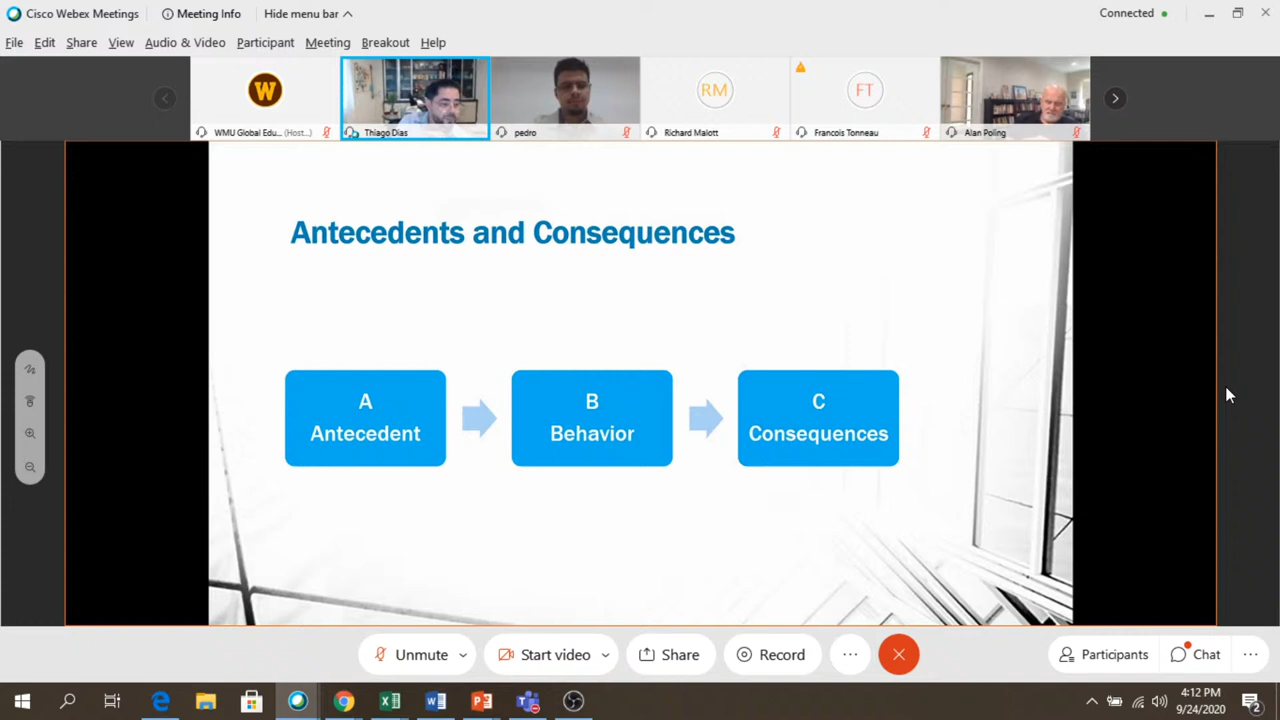 Cisco Webex Meetings
Meeting Info
Hide menu bar
Connected
File Edit Share View Audio & Video Participant Meeting Breakout Help
W
RM
FT
WMU Global Edu... (Host...)
Thiago Dias
pedro
Richard Malott
Francois Tonneau
Alan Poling
Antecedents and Consequences
A
Antecedent
B
Behavior
C
Consequences
Unmute
Start video
Share
Record
Participants
Chat
4:12 PM
9/24/2020
2